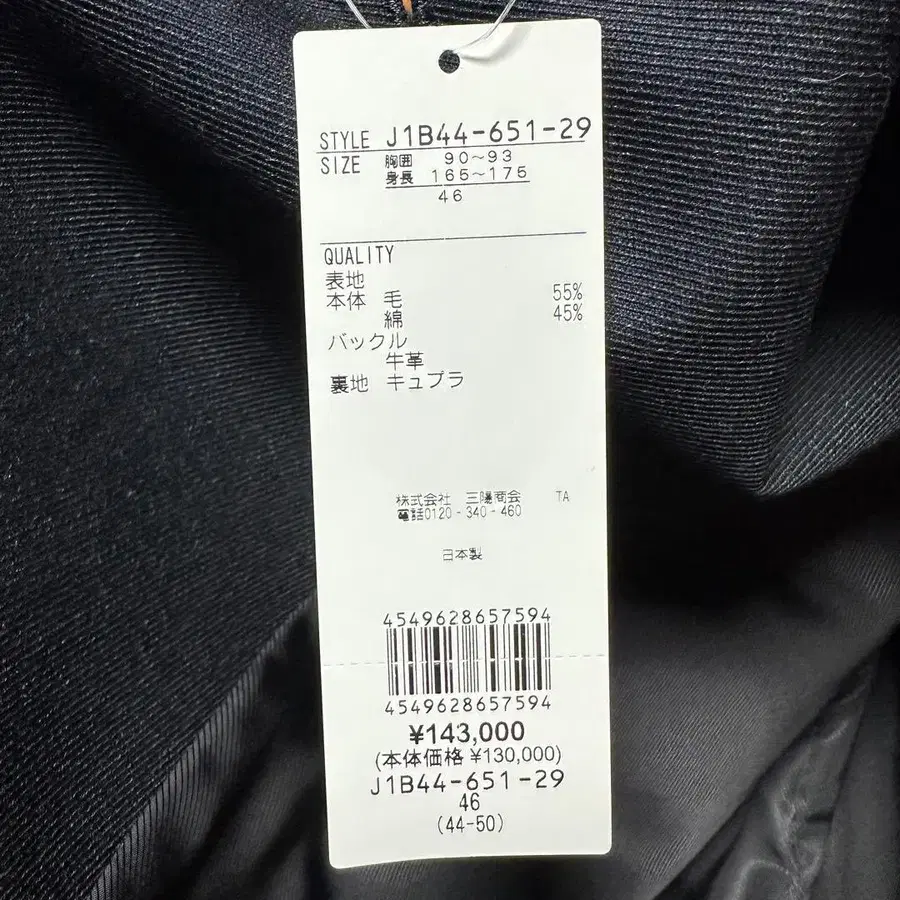 STYLE J1B44-651-29
SIZE 胸囲 90~93
身長 165~175
46
QUALITY
表地
本体 毛 55%
綿 45%
バックル
牛革
裏地 キュプラ
株式会社 三陽商会 TA
電話0120-340-460
日本製
4549628657594
4549628657594
¥143,000
(本体価格 ¥130,000)
J1B44-651-29
46
(44-50)